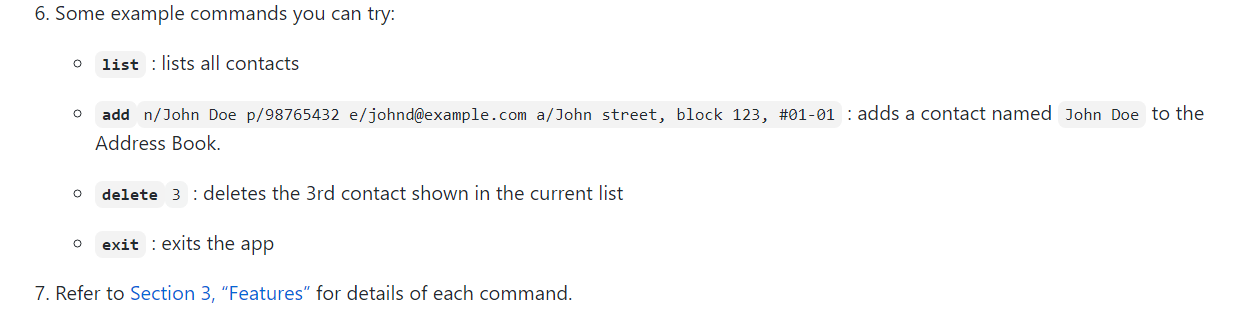 6. Some example commands you can try:
list : lists all contacts
add n/John Doe p/98765432 e/johnd@example.com a/John street, block 123, #01-01 : adds a contact named John Doe to the
Address Book.
delete 3 : deletes the 3rd contact shown in the current list
exit : exits the app
7. Refer to Section 3, “Features” for details of each command.